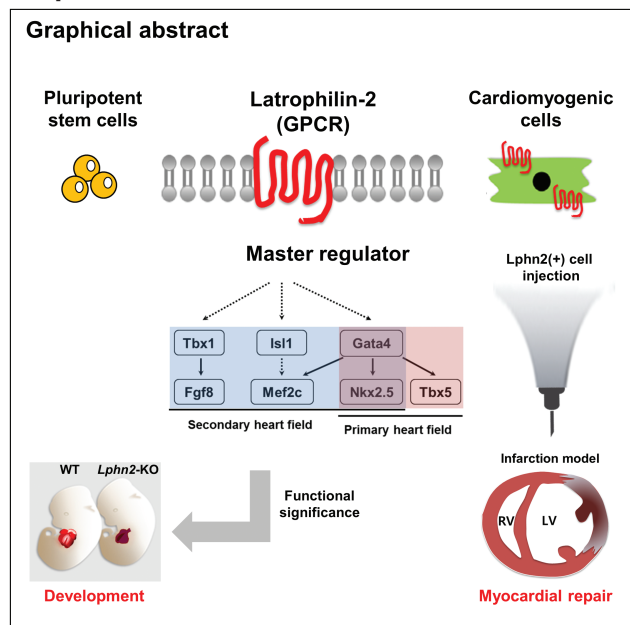 Graphical abstract
Pluripotent
stem cells
Latrophilin-2
(GPCR)
Cardiomyogenic
cells
Master regulator
Lphn2(+) cell
injection
Tbx1
Isl1
Gata4
Fgf8
Mef2c
Nkx2.5
Tbx5
Secondary heart field
Primary heart field
WT
Lphn2-KO
Functional
significance
Infarction model
RV
LV
Development
Myocardial repair